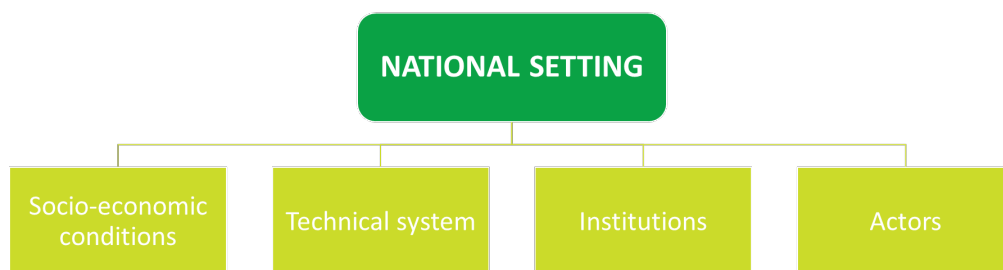 NATIONAL SETTING
Socio-economic
conditions
Technical system
Institutions
Actors